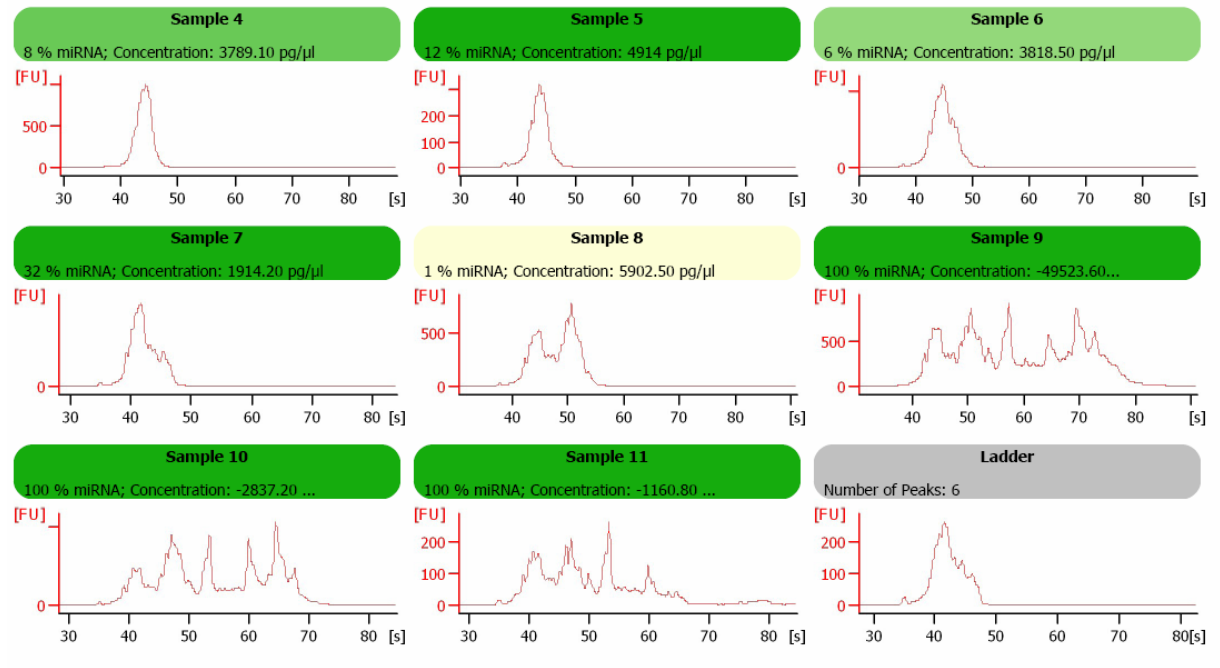 Sample 4
8 % miRNA; Concentration: 3789.10 pg/µl
[FU]
500
0
30 40 50 60 70 80 [s]
Sample 5
12 % miRNA; Concentration: 4914 pg/µl
[FU]
200
100
0
30 40 50 60 70 80 [s]
Sample 6
6 % miRNA; Concentration: 3818.50 pg/µl
[FU]
0
30 40 50 60 70 80 [s]
Sample 7
32 % miRNA; Concentration: 1914.20 pg/µl
[FU]
0
30 40 50 60 70 80 [s]
Sample 8
1 % miRNA; Concentration: 5902.50 pg/µl
[FU]
500
0
40 50 60 70 80 [s]
Sample 9
100 % miRNA; Concentration: -49523.60...
[FU]
500
0
40 50 60 70 80 [s]
Sample 10
100 % miRNA; Concentration: -2837.20 ...
[FU]
0
30 40 50 60 70 80 [s]
Sample 11
100 % miRNA; Concentration: -1160.80 ...
[FU]
200
100
0
30 40 50 60 70 80 [s]
Ladder
Number of Peaks: 6
[FU]
200
100
0
30 40 50 60 70 80[s]